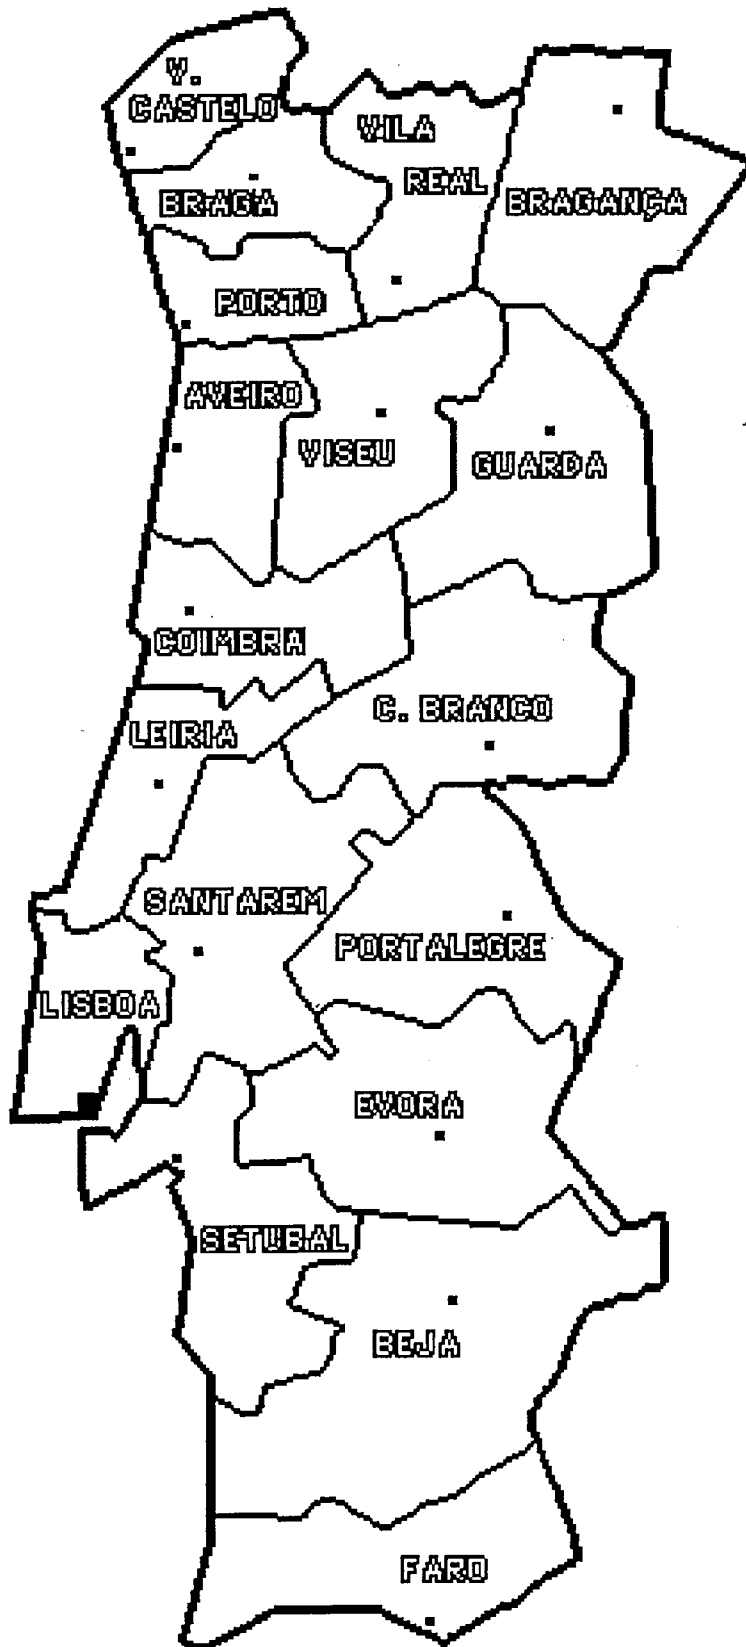 V.
CASTELO
VILA
REAL
BRAGA
BRAGANÇA
PORTO
AVEIRO
VISEU
GUARDA
COIMBRA
C. BRANCO
LEIRIA
SANTAREM
PORTALEGRE
LISBOA
EVORA
SETUBAL
BEJA
FARO